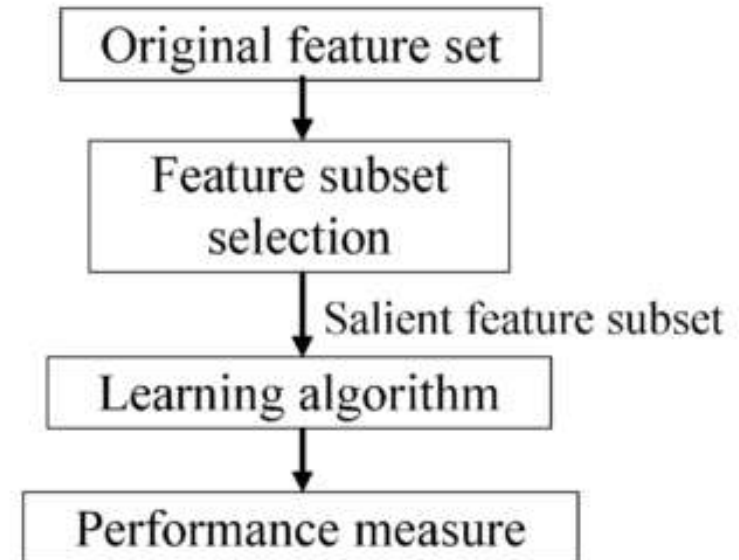 Original feature set
Feature subset
selection
Salient feature subset
Learning algorithm
Performance measure